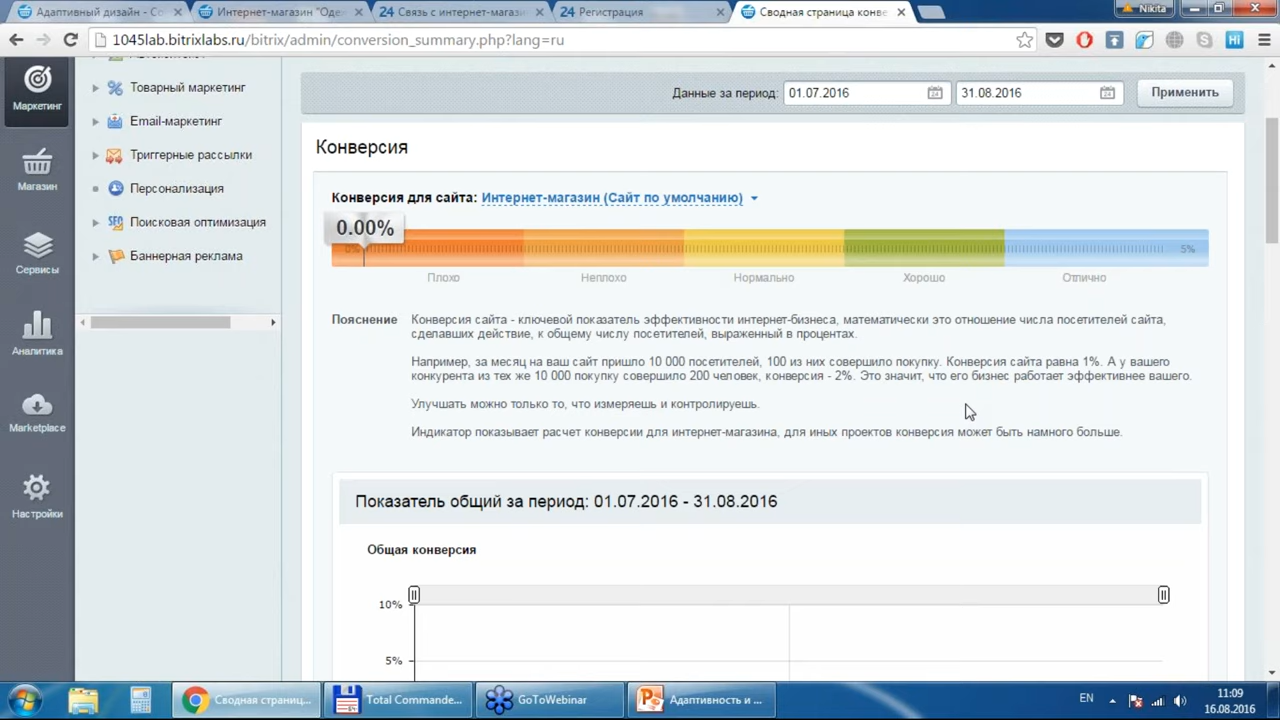 Адаптивный дизайн - Со
Интернет-магазин "Оде
24 Связь с интернет-магази
24 Регистрация
Сводная страница конве
Nikita
1045lab.bitrixlabs.ru/bitrix/admin/conversion_summary.php?lang=ru
Hi
Маркетинг
Магазин
Сервисы
Аналитика
Marketplace
Настройки
Товарный маркетинг
Email-маркетинг
Триггерные рассылки
Персонализация
SEO Поисковая оптимизация
Баннерная реклама
Данные за период: 01.07.2016 31.08.2016 Применить
Конверсия
Конверсия для сайта: Интернет-магазин (Сайт по умолчанию)
0.00%
5%
Плохо Неплохо Нормально Хорошо Отлично
Пояснение
Конверсия сайта - ключевой показатель эффективности интернет-бизнеса, математически это отношение числа посетителей сайта,
сделавших действие, к общему числу посетителей, выраженный в процентах.
Например, за месяц на ваш сайт пришло 10 000 посетителей, 100 из них совершило покупку. Конверсия сайта равна 1%. А у вашего
конкурента из тех же 10 000 покупку совершило 200 человек, конверсия - 2%. Это значит, что его бизнес работает эффективнее вашего.
Улучшать можно только то, что измеряешь и контролируешь.
Индикатор показывает расчет конверсии для интернет-магазина, для иных проектов конверсия может быть намного больше.
Показатель общий за период: 01.07.2016 - 31.08.2016
Общая конверсия
10%
5%
Сводная страниц...
Total Commande...
GoToWebinar
Адаптивность и ...
EN
11:09
16.08.2016